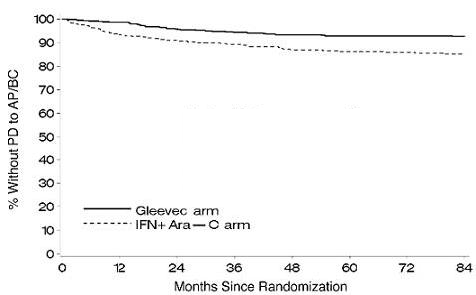 % Without PD to AP/BC
100
90
80
70
60
50
40
30
20
10
0
Gleevec arm
IFN+ Ara—C arm
0 12 24 36 48 60 72 84
Months Since Randomization